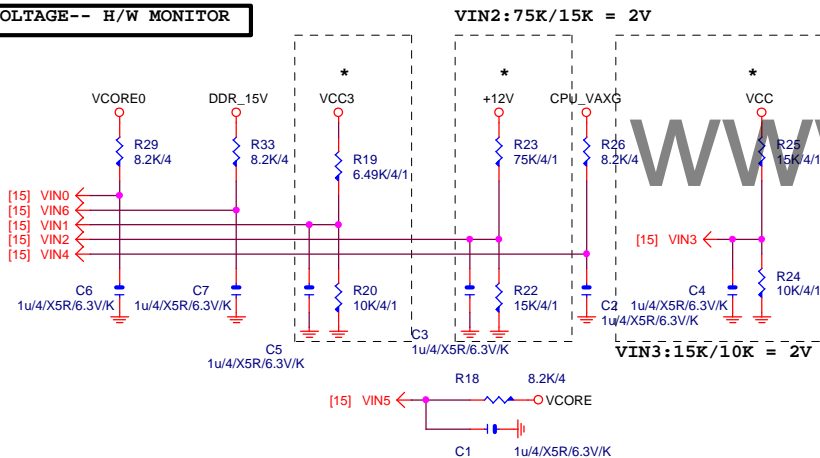 OLTAGE-- H/W MONITOR
VIN2:75K/15K = 2V
*
*
*
VCORE0
DDR_15V
VCC3
+12V
CPU_VAXG
VCC
R29
8.2K/4
R33
8.2K/4
R19
6.49K/4/1
R23
75K/4/1
R26
8.2K/4
R25
15K/4/1
WW
[15] VIN0
[15] VIN6
[15] VIN1
[15] VIN2
[15] VIN4
[15] VIN3
C6
1u/4/X5R/6.3V/K
C7
1u/4/X5R/6.3V/K
R20
10K/4/1
R22
15K/4/1
C2
1u/4/X5R/6.3V/K
C4
1u/4/X5R/6.3V/K
R24
10K/4/1
C5
1u/4/X5R/6.3V/K
C3
1u/4/X5R/6.3V/K
VIN3:15K/10K = 2V
R18
8.2K/4
[15] VIN5
VCORE
C1
1u/4/X5R/6.3V/K